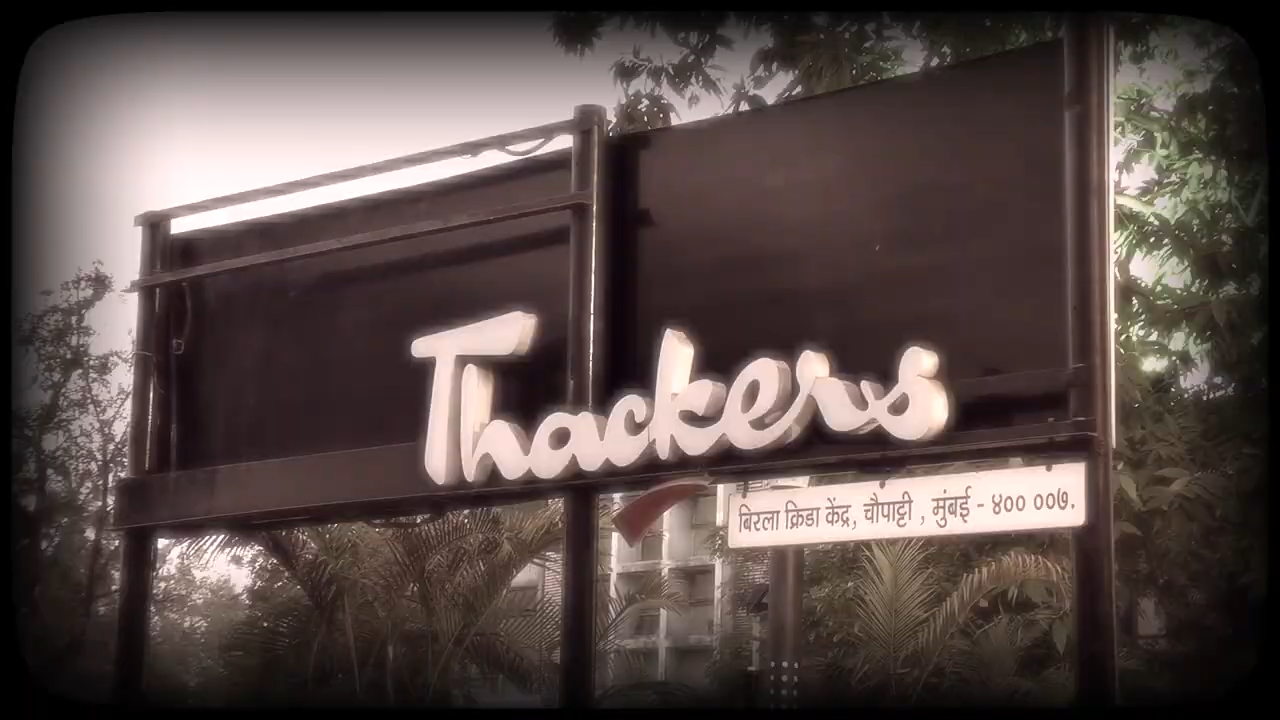 Thackers
बिरला क्रिडा केंद्र, चौपाट्टी , मुंबई - ४०० ००७.